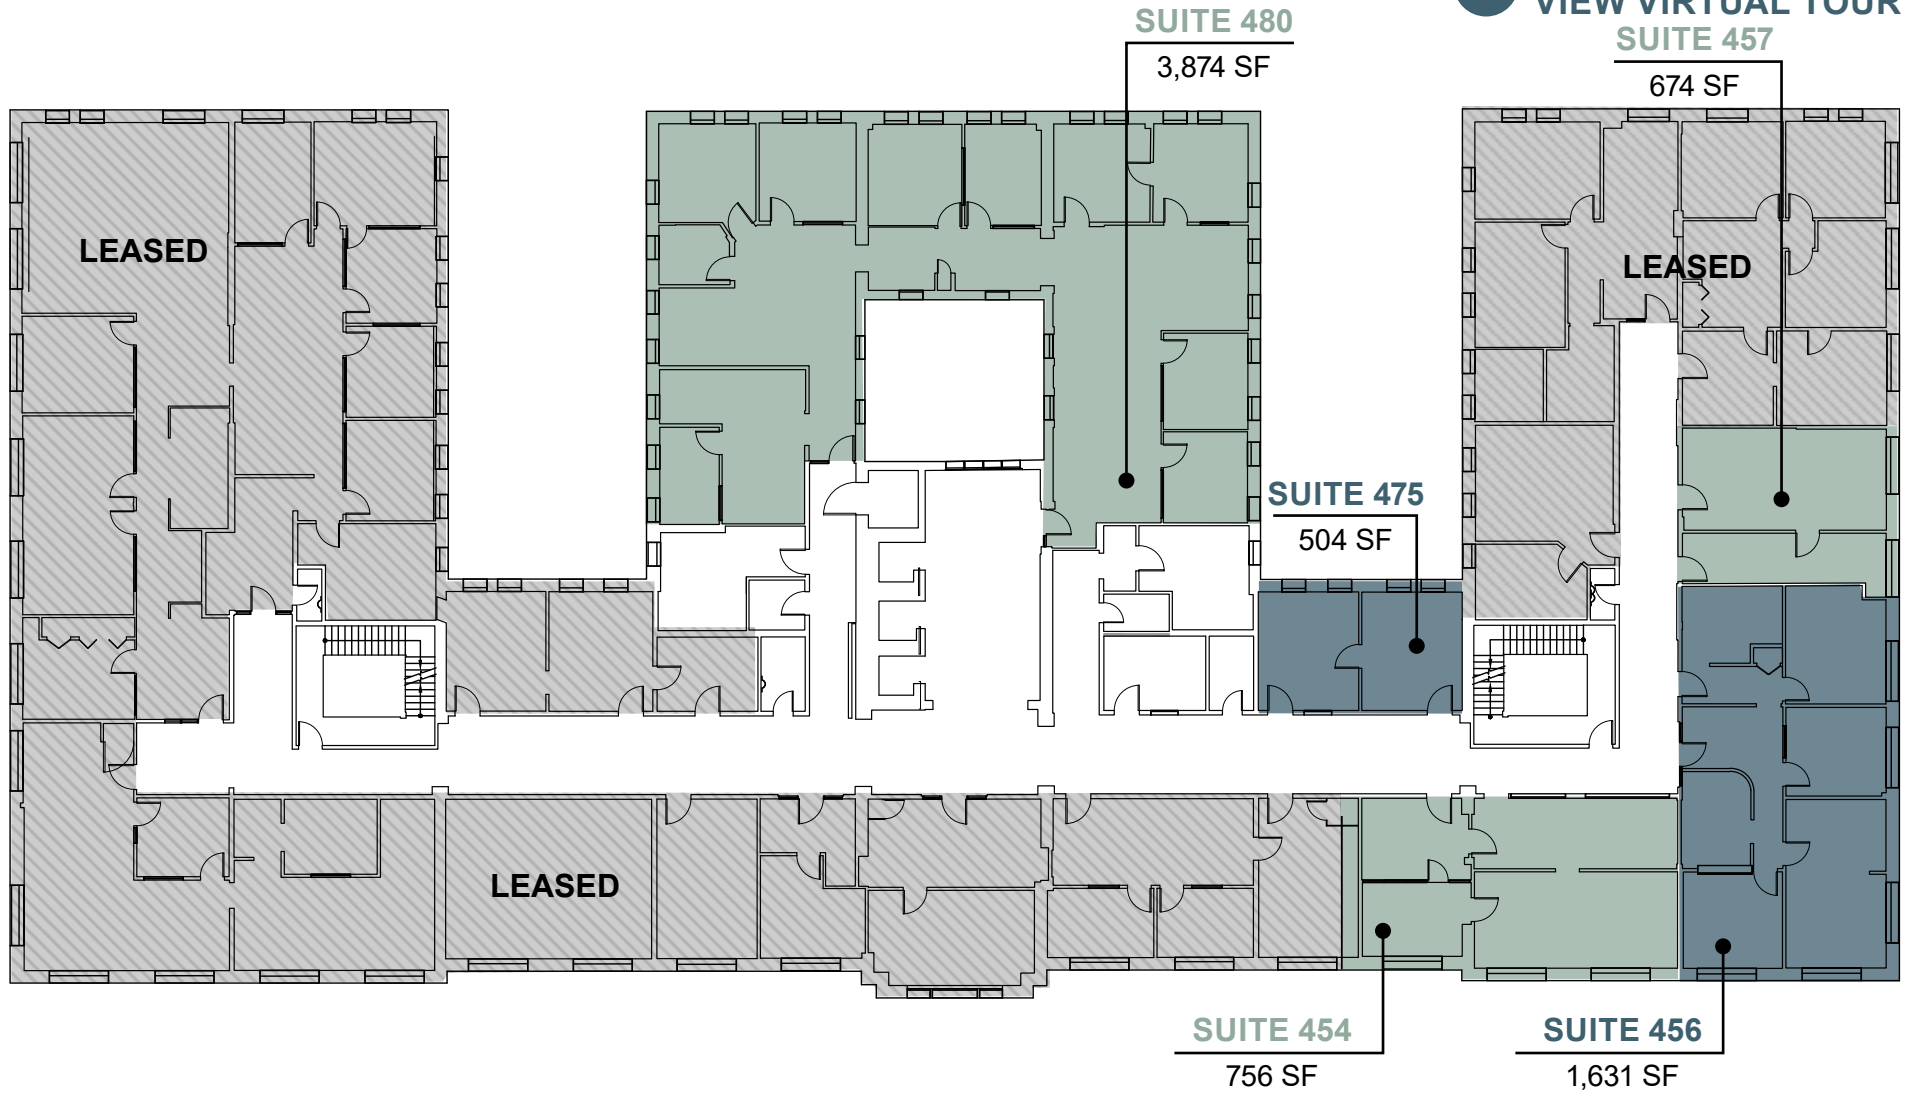 VIEW VIRTUAL TOUR
SUITE 480
3,874 SF
SUITE 457
674 SF
LEASED
LEASED
SUITE 475
504 SF
LEASED
SUITE 454
756 SF
SUITE 456
1,631 SF